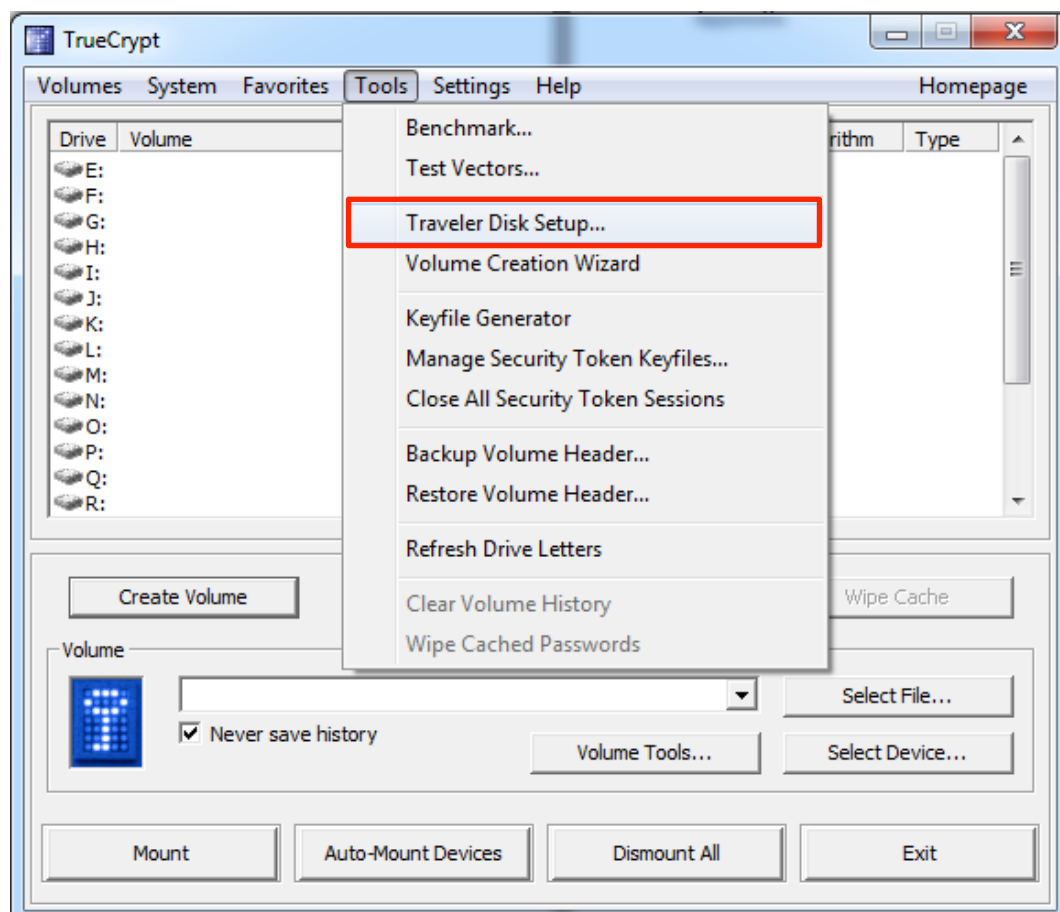 TrueCrypt
Volumes System Favorites Tools Settings Help Homepage
Drive Volume rithm Type
E:
F:
G:
H:
I:
J:
K:
L:
M:
N:
O:
P:
Q:
R:
Benchmark...
Test Vectors...
Traveler Disk Setup...
Volume Creation Wizard
Keyfile Generator
Manage Security Token Keyfiles...
Close All Security Token Sessions
Backup Volume Header...
Restore Volume Header...
Refresh Drive Letters
Clear Volume History
Wipe Cached Passwords
Create Volume Wipe Cache
Volume
Select File...
Never save history
Volume Tools... Select Device...
Mount Auto-Mount Devices Dismount All Exit